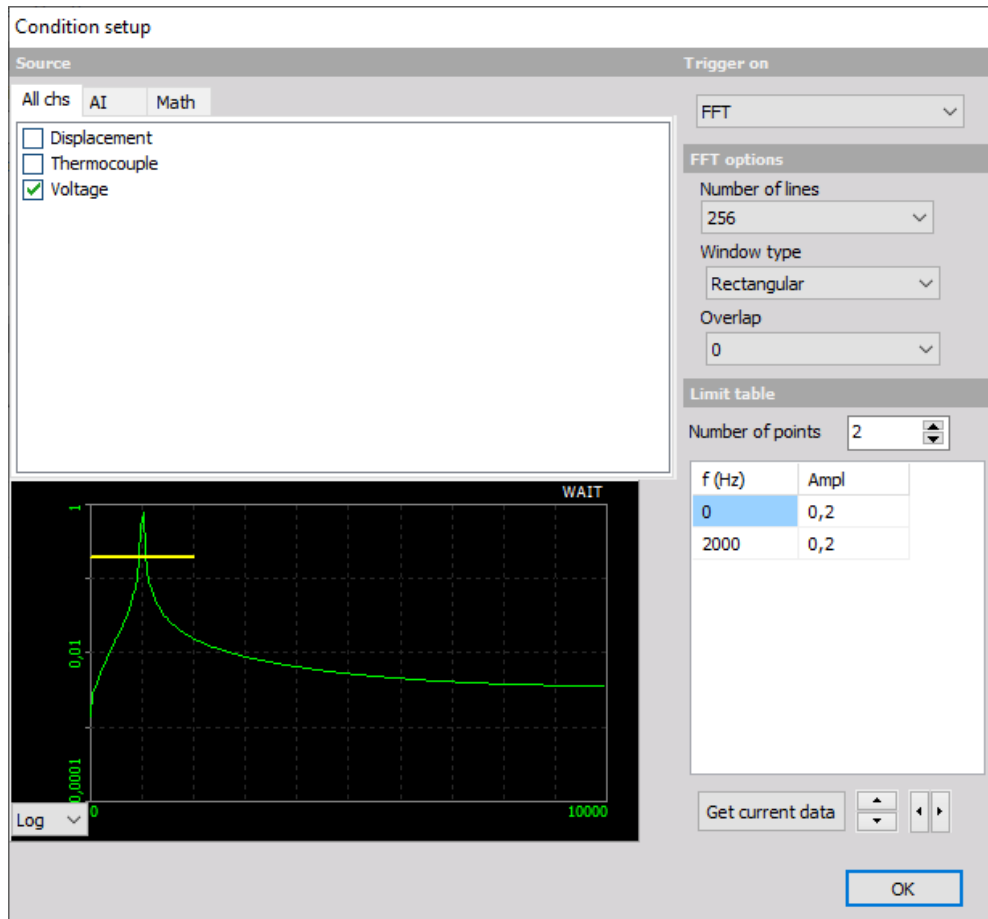 Condition setup
Source
All chs AI Math
Displacement
Thermocouple
Voltage
WAIT
1
0,01
0,0001
0 10000
Log
Trigger on
FFT
FFT options
Number of lines
256
Window type
Rectangular
Overlap
0
Limit table
Number of points 2
f (Hz) Ampl
0 0,2
2000 0,2
Get current data
OK